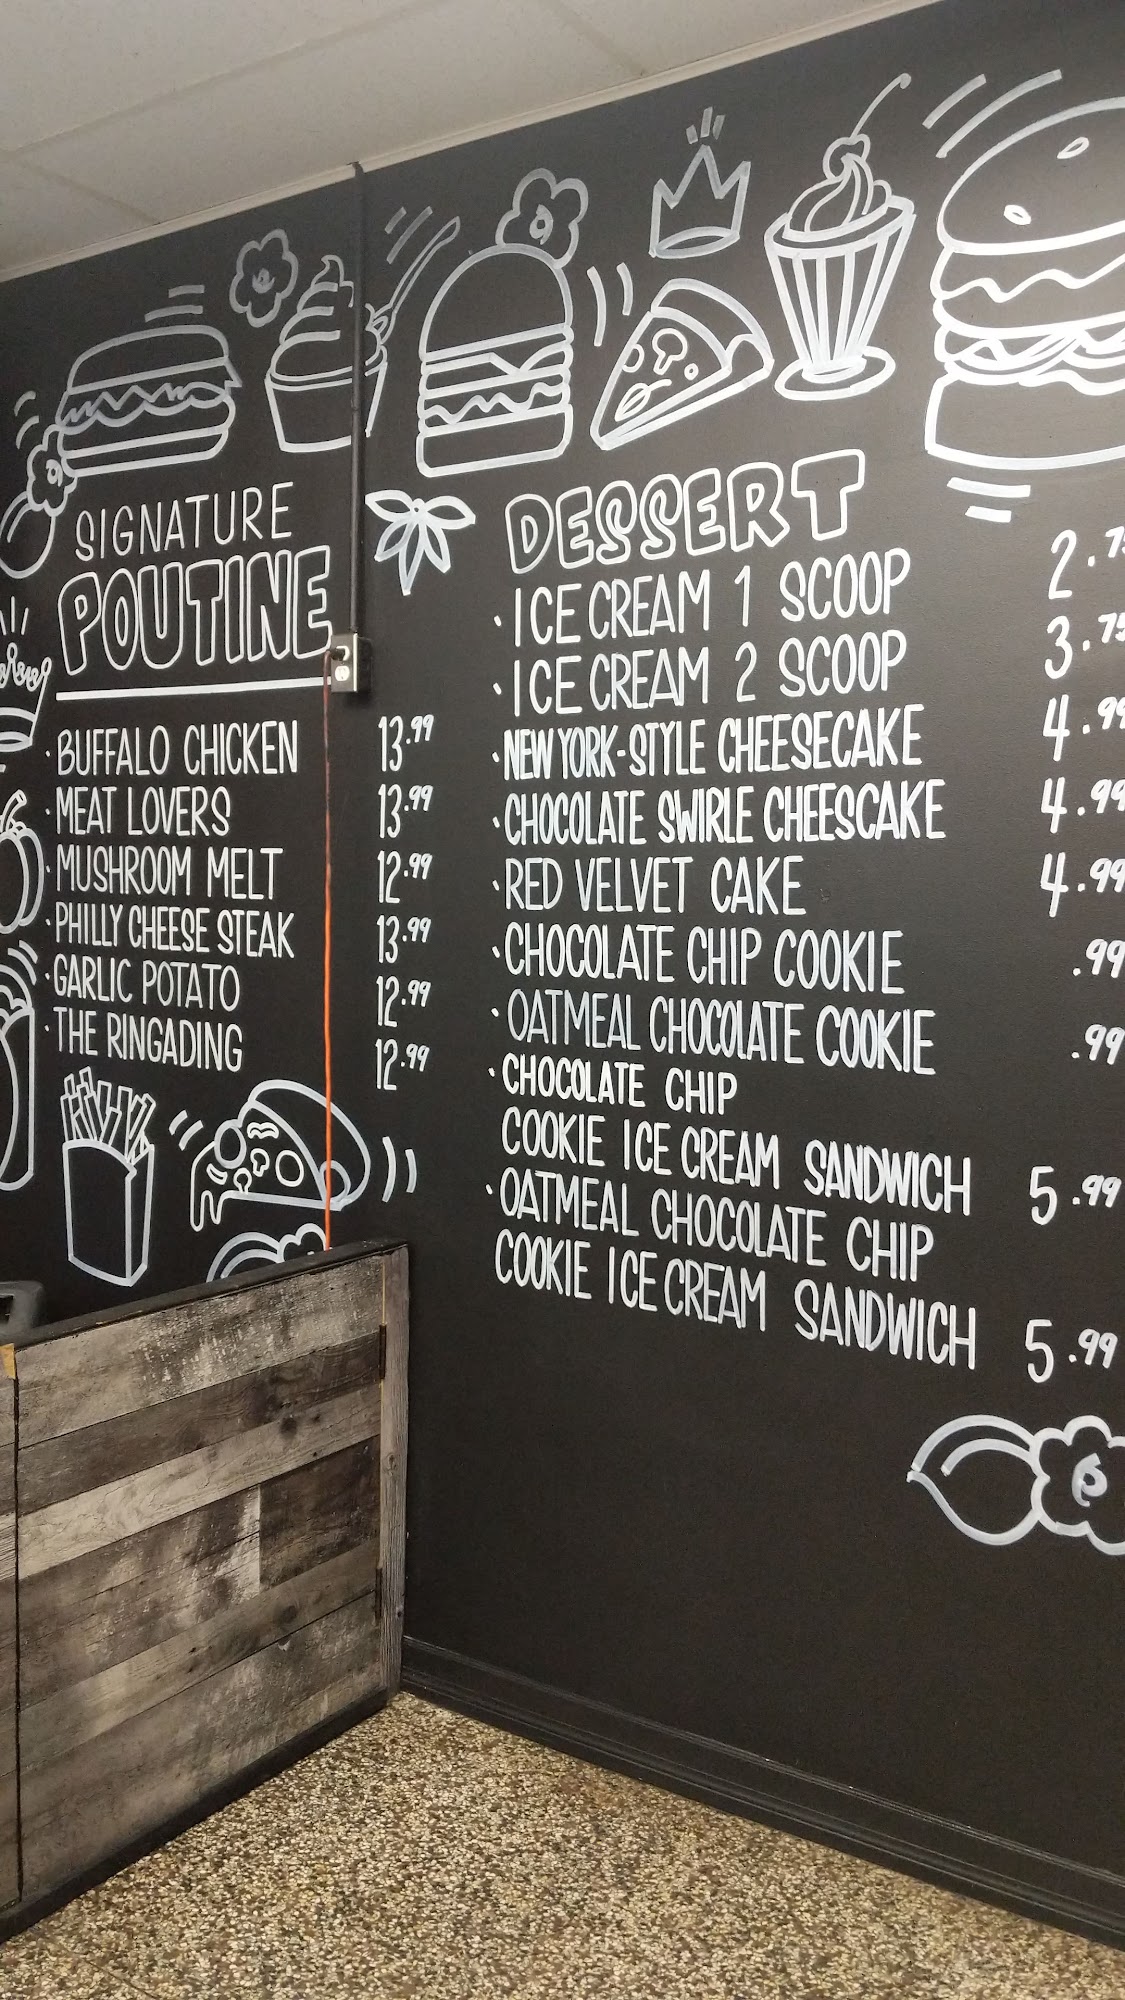 SIGNATURE
POUTINE
· BUFFALO CHICKEN 13.99
· MEAT LOVERS 13.99
· MUSHROOM MELT 12.99
· PHILLY CHEESE STEAK 13.99
· GARLIC POTATO 12.99
· THE RINGADING 12.99
DESSERT
· ICE CREAM 1 SCOOP 2.75
· ICE CREAM 2 SCOOP 3.75
· NEW YORK-STYLE CHEESECAKE 4.99
· CHOCOLATE SWIRLE CHEESCAKE 4.99
· RED VELVET CAKE 4.99
· CHOCOLATE CHIP COOKIE .99
· OATMEAL CHOCOLATE COOKIE .99
· CHOCOLATE CHIP
COOKIE ICE CREAM SANDWICH 5.99
· OATMEAL CHOCOLATE CHIP
COOKIE ICE CREAM SANDWICH 5.99